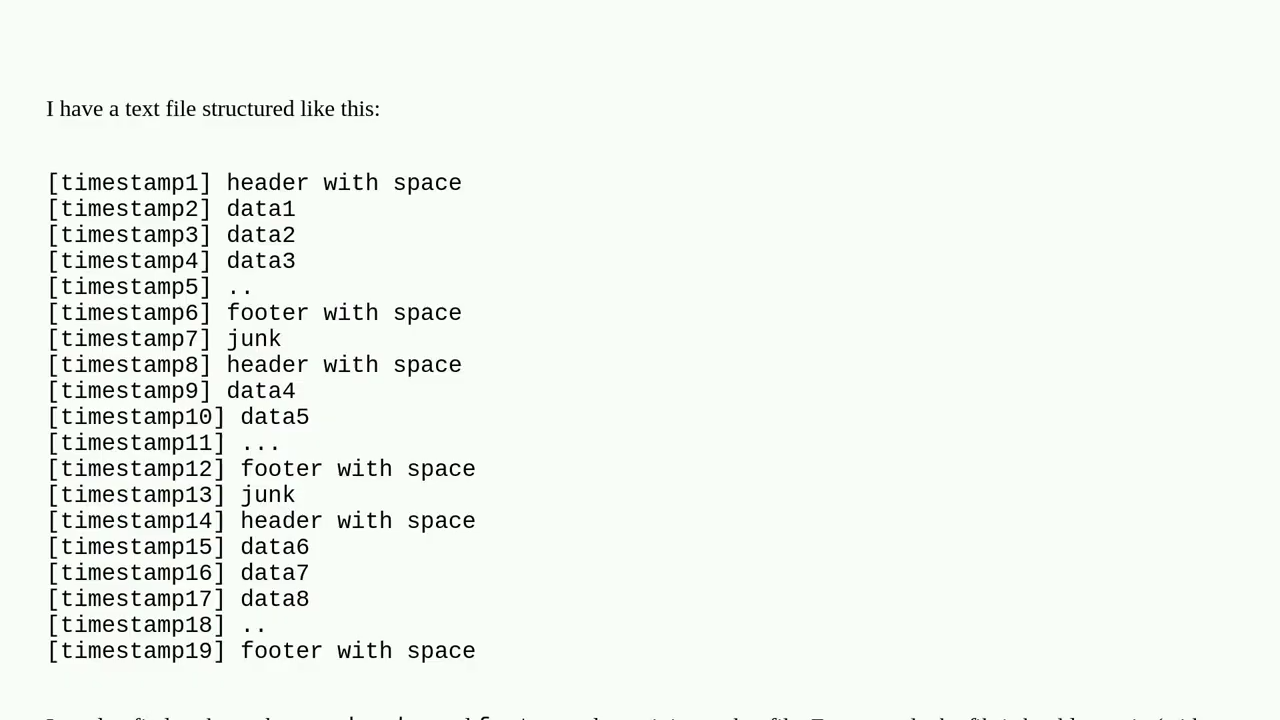 I have a text file structured like this:
[timestamp1] header with space
[timestamp2] data1
[timestamp3] data2
[timestamp4] data3
[timestamp5] ..
[timestamp6] footer with space
[timestamp7] junk
[timestamp8] header with space
[timestamp9] data4
[timestamp10] data5
[timestamp11] ...
[timestamp12] footer with space
[timestamp13] junk
[timestamp14] header with space
[timestamp15] data6
[timestamp16] data7
[timestamp17] data8
[timestamp18] ..
[timestamp19] footer with space